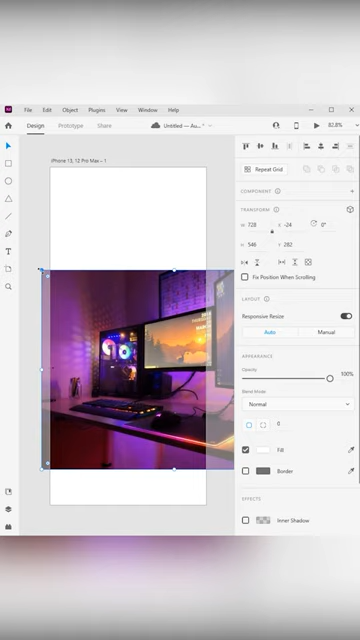 Xd File Edit Object Plugins View Window Help
Design Prototype Share Untitled — Au... * 82.8%
iPhone 13, 12 Pro Max – 1
Repeat Grid
COMPONENT
TRANSFORM
W 728 X -24 0°
H 546 Y 282
Fix Position When Scrolling
LAYOUT
Responsive Resize
Auto Manual
APPEARANCE
Opacity
100%
Blend Mode
Normal
0
Fill
Border
EFFECTS
Inner Shadow